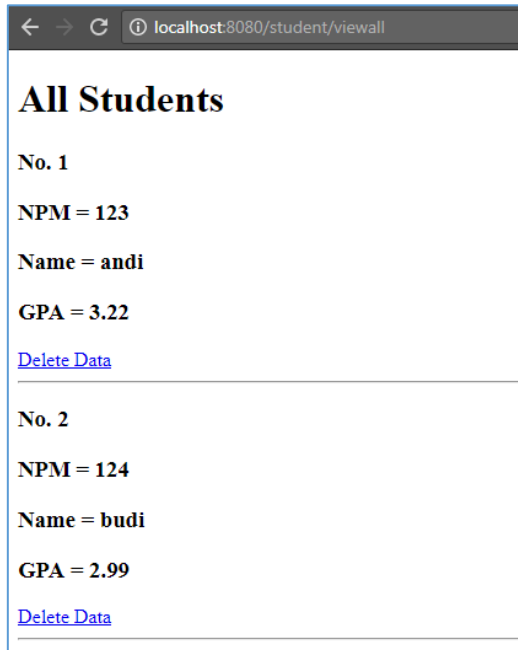 localhost:8080/student/viewall
All Students
No. 1
NPM = 123
Name = andi
GPA = 3.22
Delete Data
No. 2
NPM = 124
Name = budi
GPA = 2.99
Delete Data